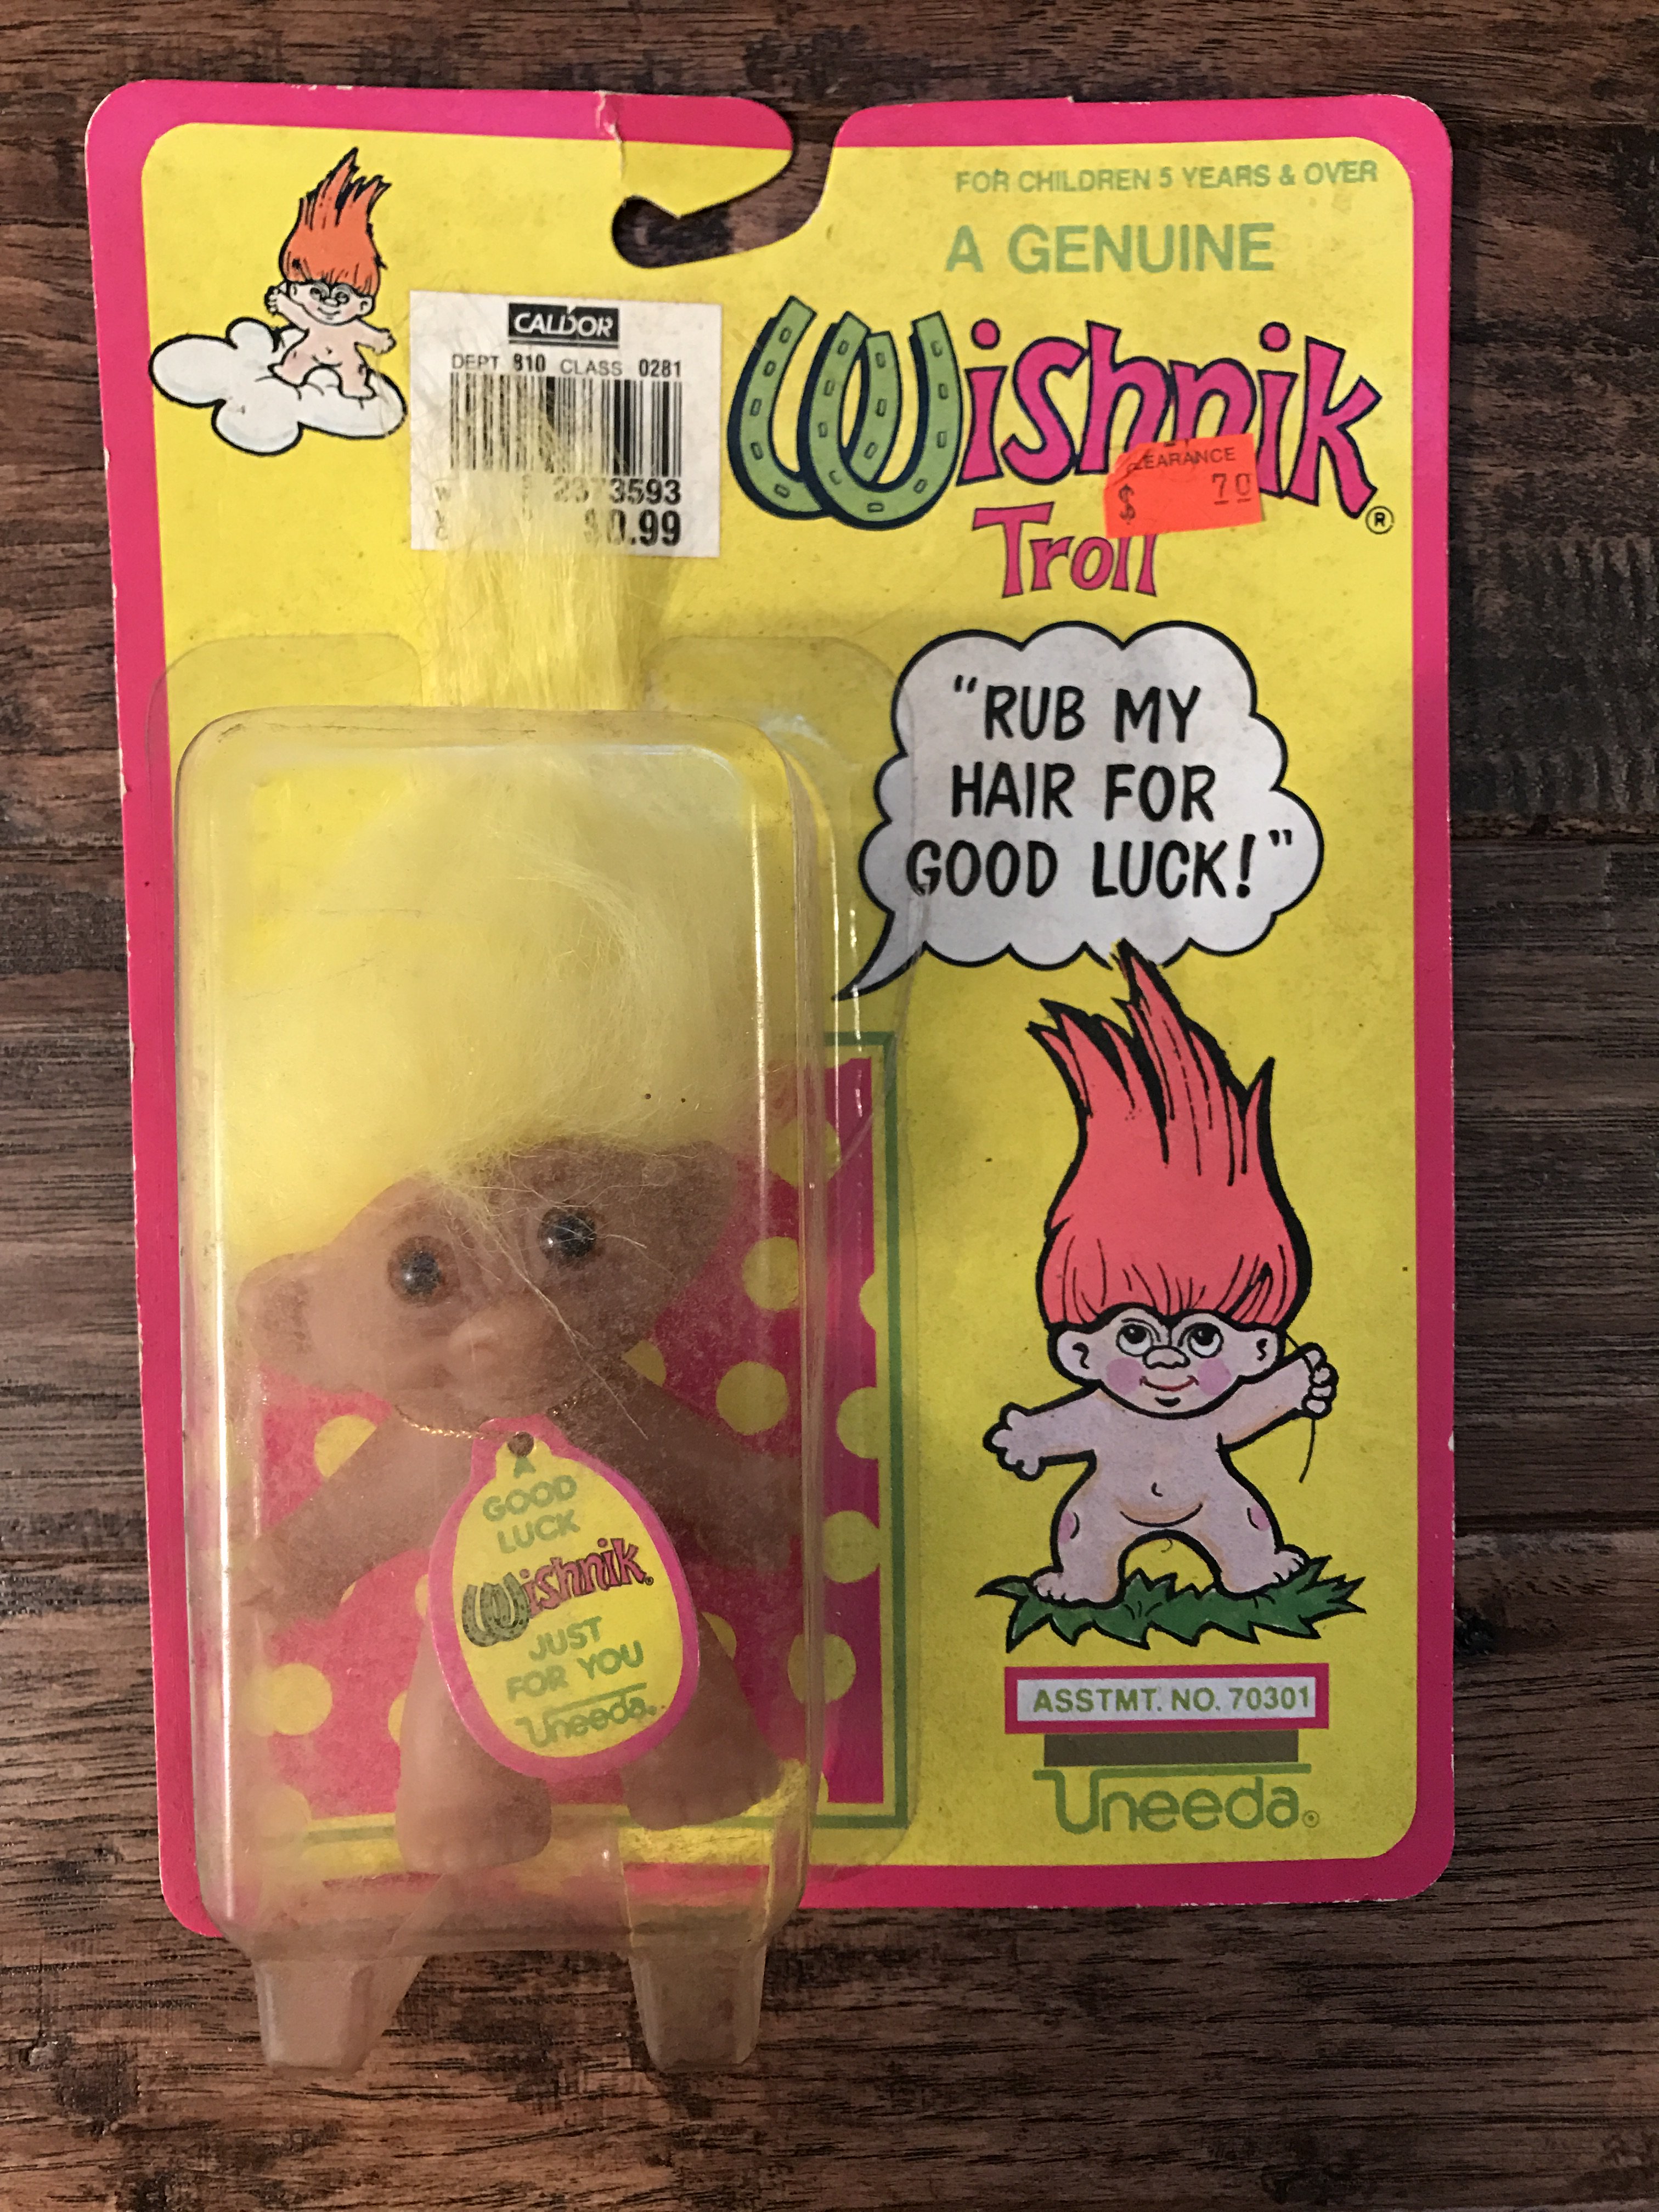 FOR CHILDREN 5 YEARS & OVER
A GENUINE
Wishnik®
Troll
CALDOR
DEPT 810 CLASS 0281
2373593
$0.99
CLEARANCE
$ 70
"RUB MY
HAIR FOR
GOOD LUCK!"
A
GOOD
LUCK
Wishnik®
JUST
FOR YOU
Uneeda®
ASSTMT. NO. 70301
Uneeda®